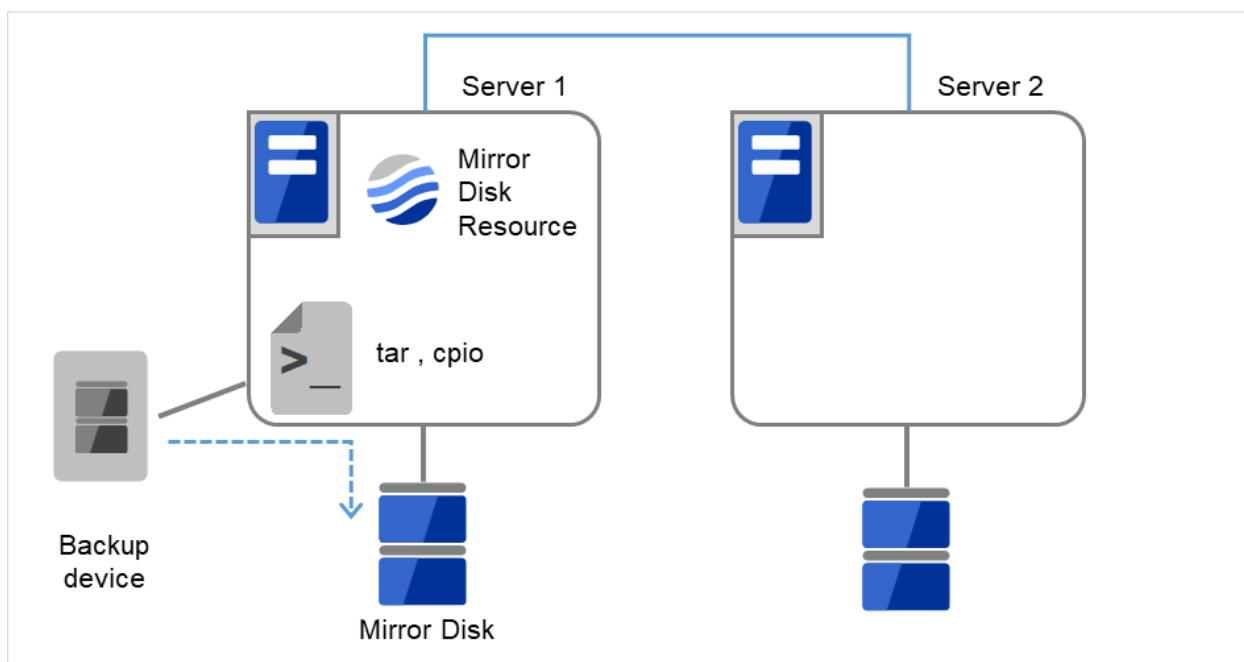 Server 1
Server 2
Mirror
Disk
Resource
>_
tar , cpio
Backup
device
Mirror Disk